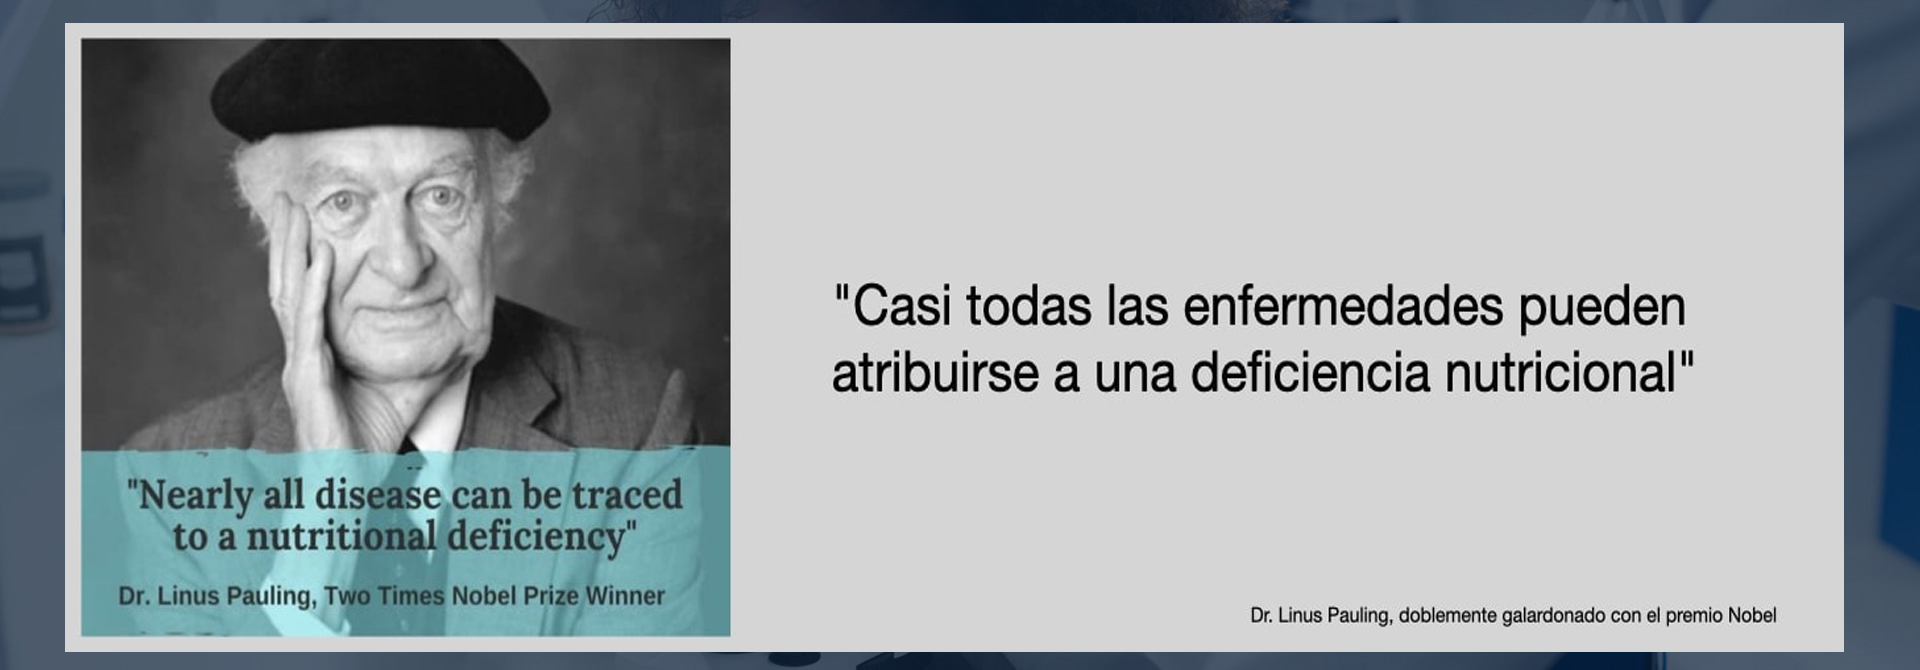 "Nearly all disease can be traced
to a nutritional deficiency"
Dr. Linus Pauling, Two Times Nobel Prize Winner
"Casi todas las enfermedades pueden
atribuirse a una deficiencia nutricional"
Dr. Linus Pauling, doblemente galardonado con el premio Nobel